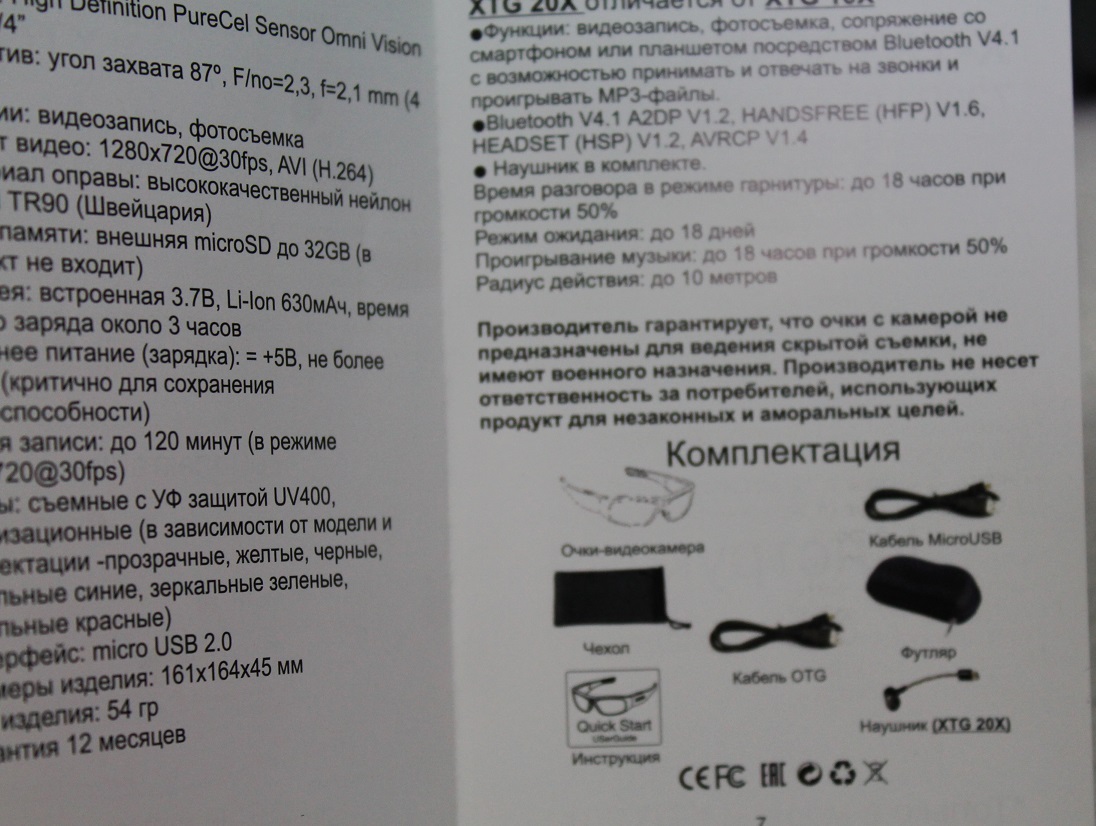 High Definition PureCel Sensor Omni Vision
/4"
тив: угол захвата 87º, F/no=2,3, f=2,1 mm (4
ии: видеозапись, фотосъемка
т видео: 1280x720@30fps, AVI (H.264)
риал оправы: высококачественный нейлон
TR90 (Швейцария)
памяти: внешняя microSD до 32GB (в
кт не входит)
ея: встроенная 3.7В, Li-Ion 630мАч, время
о заряда около 3 часов
нее питание (зарядка): = +5В, не более
(критично для сохранения
способности)
я записи: до 120 минут (в режиме
720@30fps)
ы: съемные с УФ защитой UV400,
изационные (в зависимости от модели и
ектации -прозрачные, желтые, черные,
льные синие, зеркальные зеленые,
льные красные)
ерфейс: micro USB 2.0
меры изделия: 161x164x45 мм
изделия: 54 гр
антия 12 месяцев
XTG 20X отличается от XTG
●Функции: видеозапись, фотосъемка, сопряжение со
смартфоном или планшетом посредством Bluetooth V4.1
с возможностью принимать и отвечать на звонки и
проигрывать MP3-файлы.
●Bluetooth V4.1 A2DP V1.2, HANDSFREE (HFP) V1.6,
HEADSET (HSP) V1.2, AVRCP V1.4
● Наушник в комплекте.
Время разговора в режиме гарнитуры: до 18 часов при
громкости 50%
Режим ожидания: до 18 дней
Проигрывание музыки: до 18 часов при громкости 50%
Радиус действия: до 10 метров
Производитель гарантирует, что очки с камерой не
предназначены для ведения скрытой съемки, не
имеют военного назначения. Производитель не несет
ответственность за потребителей, использующих
продукт для незаконных и аморальных целей.
Комплектация
Очки-видеокамера
Кабель MicroUSB
Чехол
Кабель OTG
Футляр
Quick Start
USerGuide
Инструкция
Наушник (XTG 20X)
CE FC EAC
7